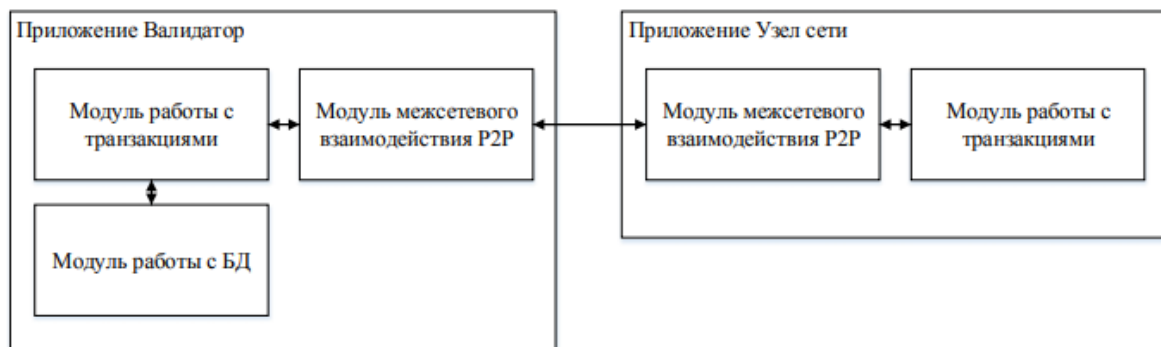 Приложение Валидатор
Модуль работы с
транзакциями
Модуль межсетевого
взаимодействия P2P
Модуль работы с БД
Приложение Узел сети
Модуль межсетевого
взаимодействия P2P
Модуль работы с
транзакциями